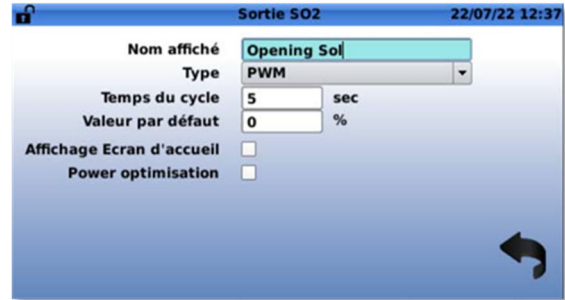 Sortie SO2 22/07/22 12:37
Nom affiché Opening Sol
Type PWM
Temps du cycle 5 sec
Valeur par défaut 0 %
Affichage Ecran d'accueil
Power optimisation